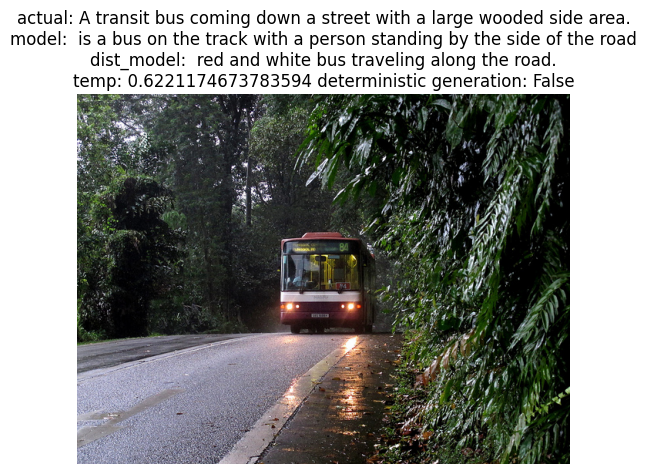 actual: A transit bus coming down a street with a large wooded side area.
model:  is a bus on the track with a person standing by the side of the road
dist_model:  red and white bus traveling along the road.
temp: 0.6221174673783594 deterministic generation: False